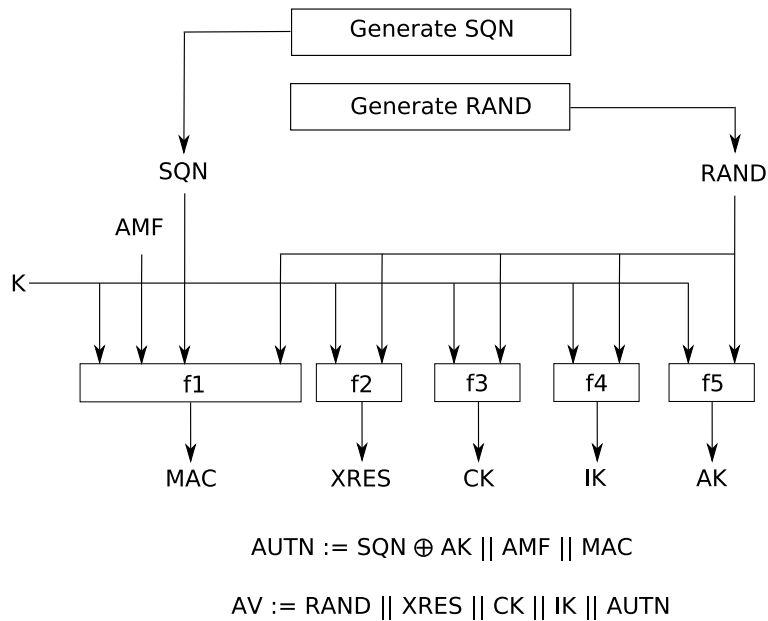 Generate SQN
Generate RAND
SQN
RAND
AMF
K
f1
f2
f3
f4
f5
MAC
XRES
CK
IK
AK
AUTN := SQN ⊕ AK || AMF || MAC
AV := RAND || XRES || CK || IK || AUTN